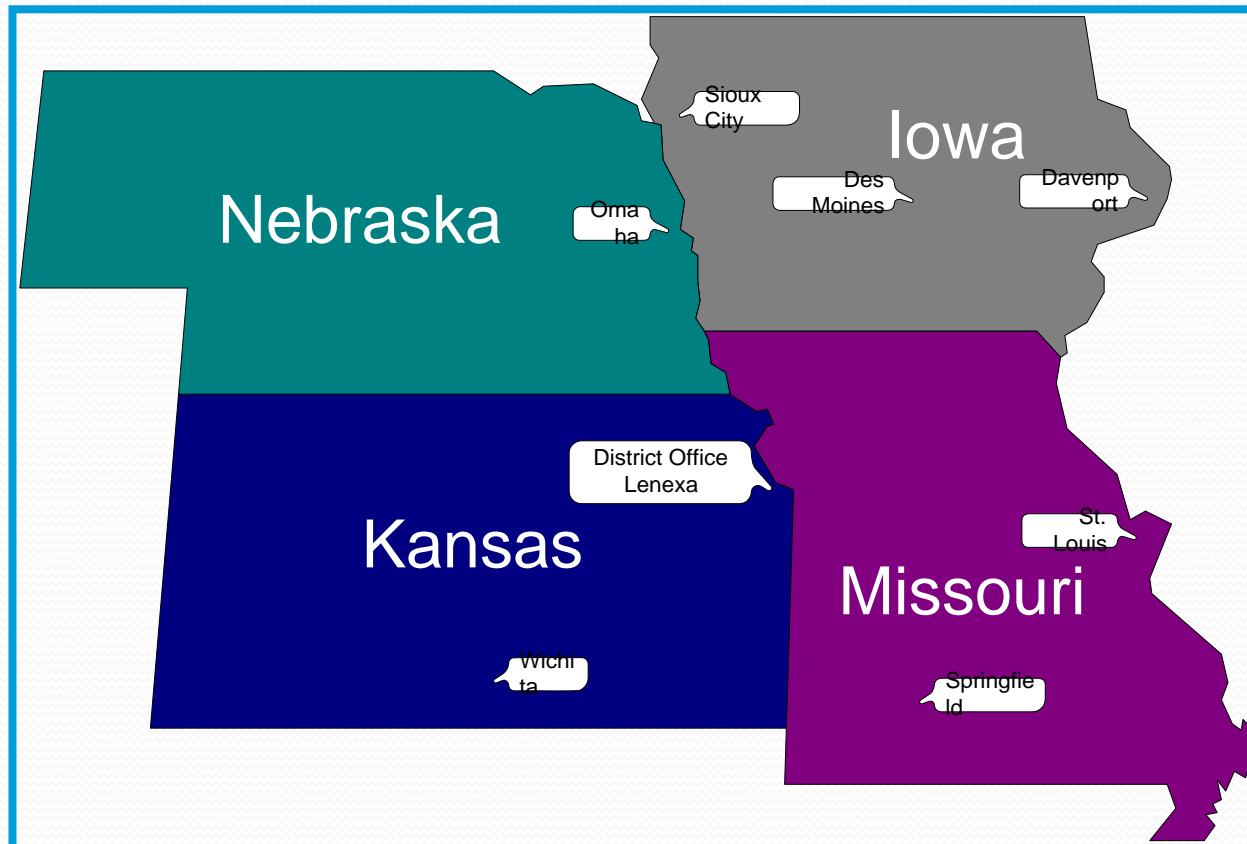 Sioux
City
Iowa
Des
Moines
Davenp
ort
Nebraska
Oma
ha
District Office
Lenexa
Kansas
St.
Louis
Missouri
Wichi
ta
Springfie
ld